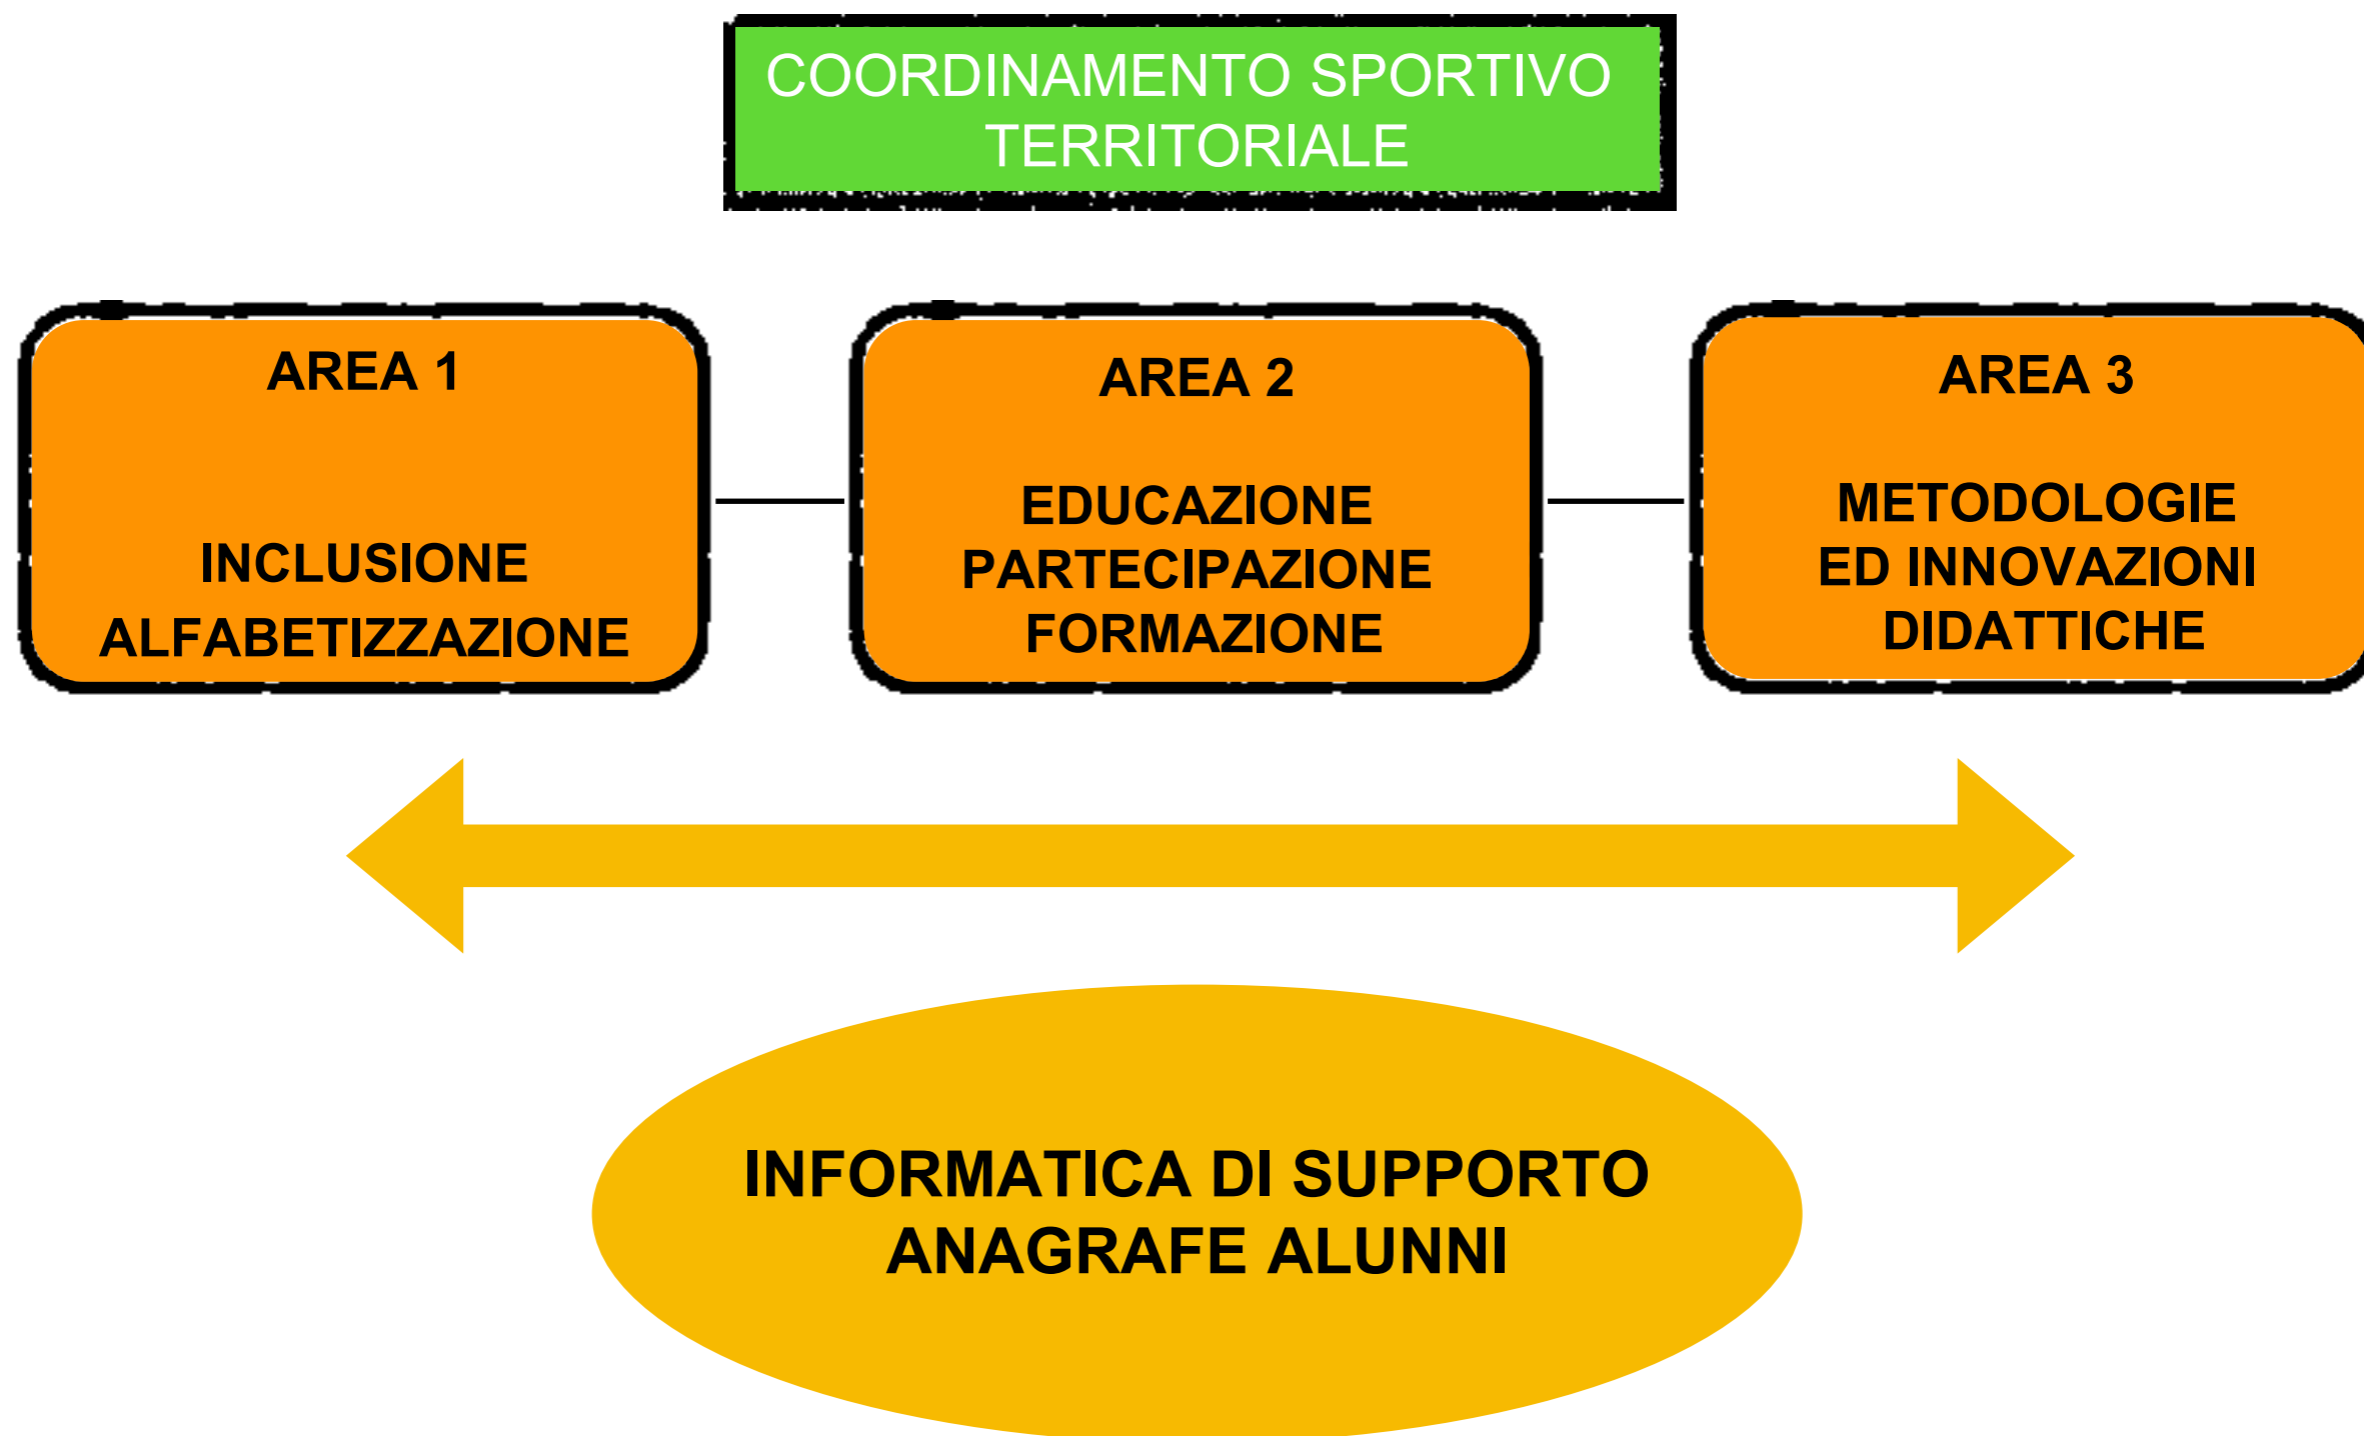 COORDINAMENTO SPORTIVO
TERRITORIALE
AREA 1
INCLUSIONE
ALFABETIZZAZIONE
AREA 2
EDUCAZIONE
PARTECIPAZIONE
FORMAZIONE
AREA 3
METODOLOGIE
ED INNOVAZIONI
DIDATTICHE
INFORMATICA DI SUPPORTO
ANAGRAFE ALUNNI